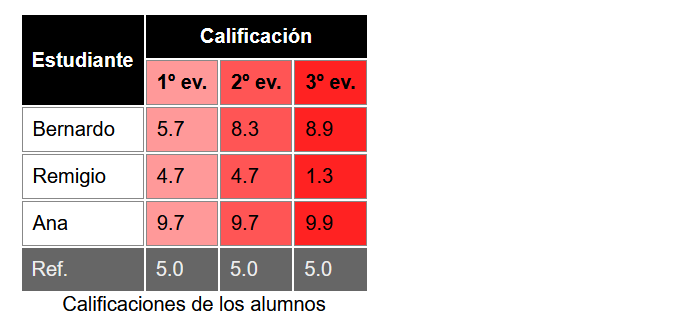 Estudiante Calificación
1º ev. 2º ev. 3º ev.
Bernardo 5.7 8.3 8.9
Remigio 4.7 4.7 1.3
Ana 9.7 9.7 9.9
Ref. 5.0 5.0 5.0
Calificaciones de los alumnos